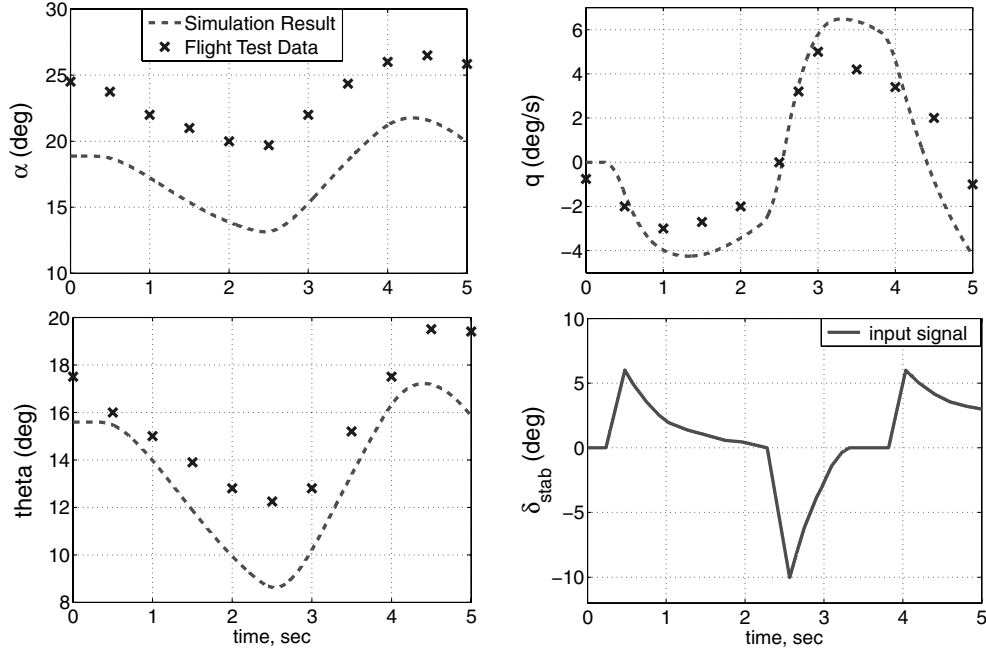 30
25
20
15
10
α (deg)
Simulation Result
Flight Test Data
0 1 2 3 4 5
6
4
2
0
−2
−4
q (deg/s)
0 1 2 3 4 5
20
18
16
14
12
10
8
theta (deg)
0 1 2 3 4 5
time, sec
10
5
0
−5
−10
δstab (deg)
input signal
0 1 2 3 4 5
time, sec